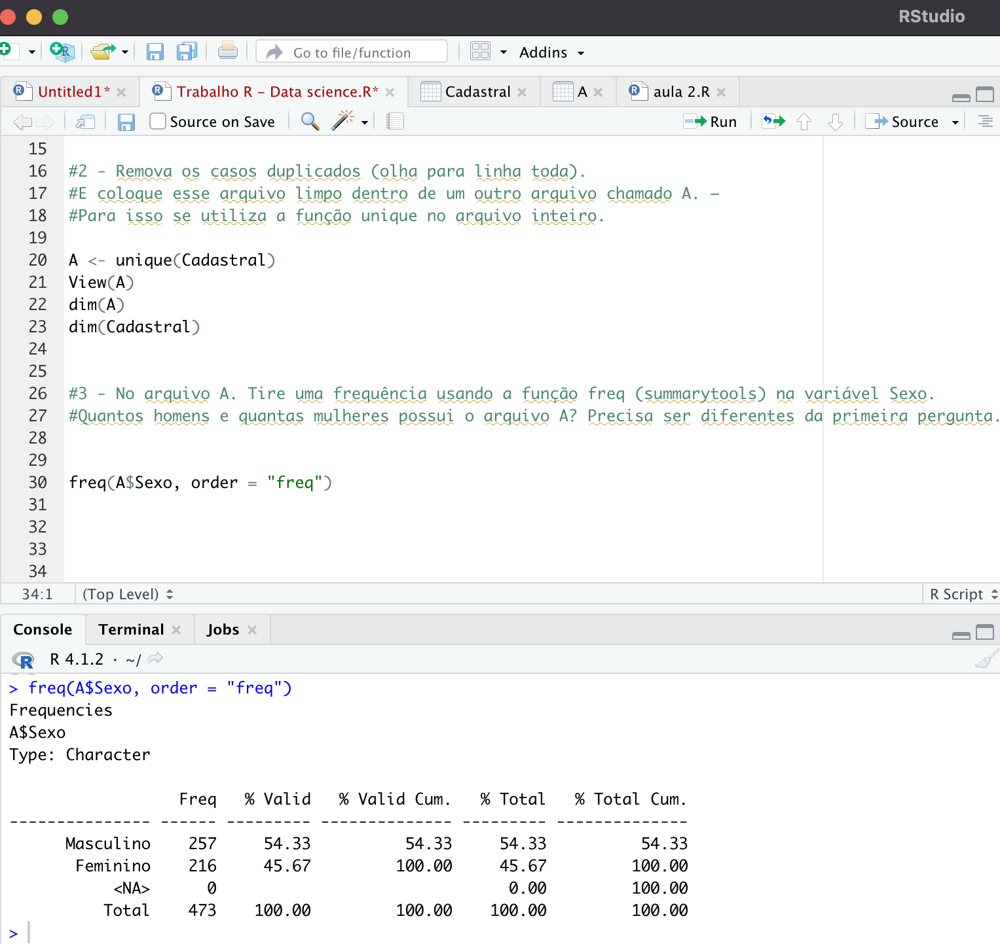 RStudio
Go to file/function
Addins
Untitled1*
Trabalho R - Data science.R*
Cadastral
A
aula 2.R
Source on Save
Run
Source
15
16 #2 - Remova os casos duplicados (olha para linha toda).
17 #E coloque esse arquivo limpo dentro de um outro arquivo chamado A. –
18 #Para isso se utiliza a função unique no arquivo inteiro.
19
20 A <- unique(Cadastral)
21 View(A)
22 dim(A)
23 dim(Cadastral)
24
25
26 #3 - No arquivo A. Tire uma frequência usando a função freq (summarytools) na variável Sexo.
27 #Quantos homens e quantas mulheres possui o arquivo A? Precisa ser diferentes da primeira pergunta.
28
29
30 freq(A$Sexo, order = "freq")
31
32
33
34
34:1 (Top Level) R Script
Console Terminal Jobs
R 4.1.2 · ~/
> freq(A$Sexo, order = "freq")
Frequencies
A$Sexo
Type: Character
Freq % Valid % Valid Cum. % Total % Total Cum.
--------------- ------ --------- -------------- --------- --------------
Masculino 257 54.33 54.33 54.33 54.33
Feminino 216 45.67 100.00 45.67 100.00
<NA> 0 0.00 100.00
Total 473 100.00 100.00 100.00 100.00
>